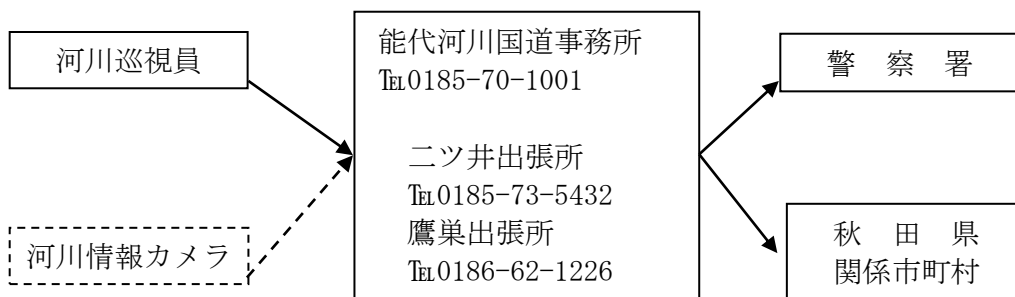 河川巡視員
河川情報カメラ
能代河川国道事務所
℡0185-70-1001
二ツ井出張所
℡0185-73-5432
鷹巣出張所
℡0186-62-1226
警　察　署
秋　田　県
関係市町村